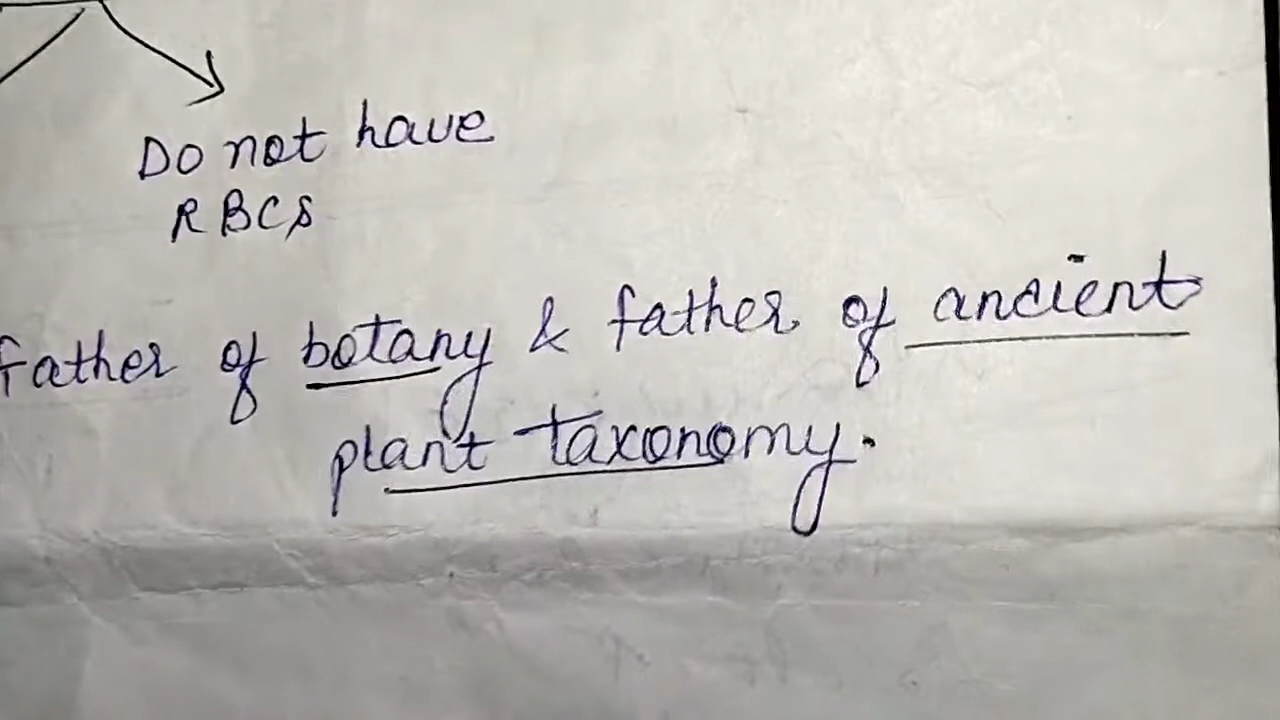 Do not have
RBCs
Father of botany & father of ancient
plant taxonomy.